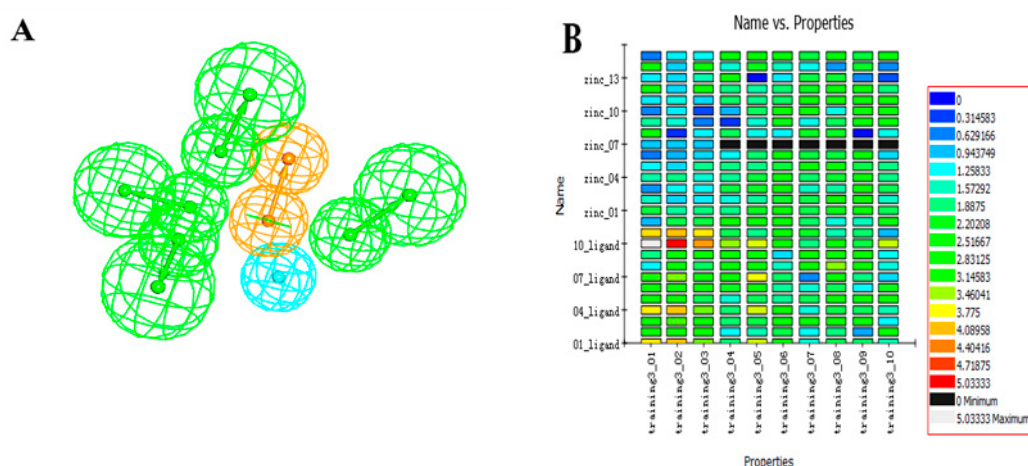 A
B
Name vs. Properties
zinc_13
zinc_10
zinc_07
zinc_04
zinc_01
10_ligand
07_ligand
04_ligand
01_ligand
Name
training3_01
training3_02
training3_03
training3_04
training3_05
training3_06
training3_07
training3_08
training3_09
training3_10
Properties
0
0.314583
0.629166
0.943749
1.25833
1.57292
1.8875
2.20208
2.51667
2.83125
3.14583
3.46041
3.775
4.08958
4.40416
4.71875
5.03333
0 Minimum
5.03333 Maximum